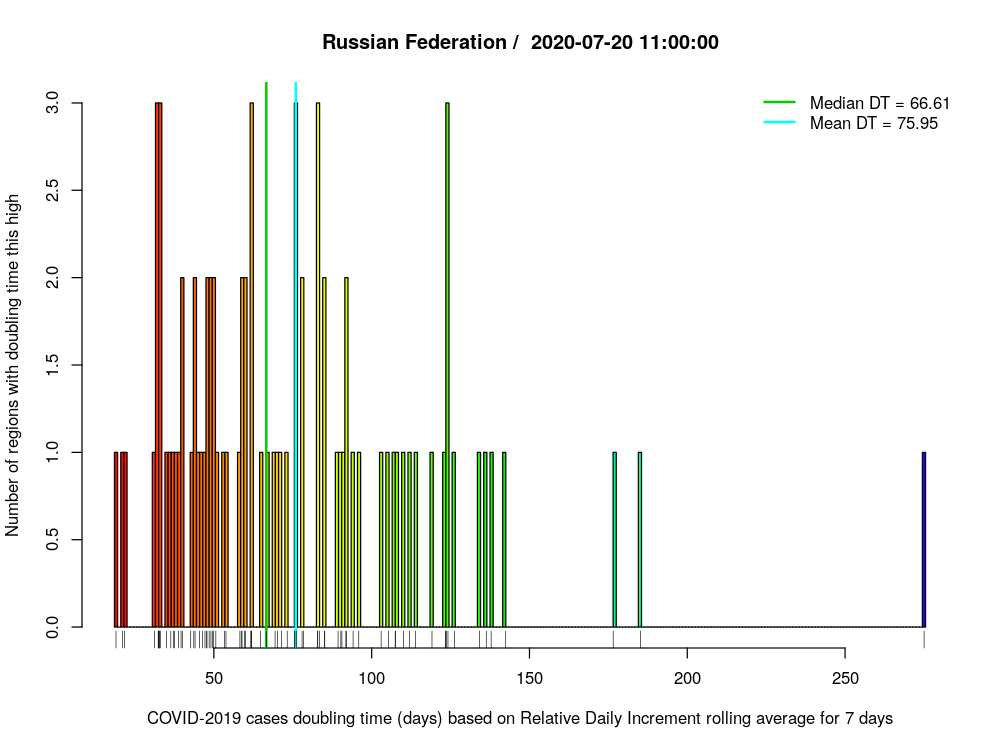 Russian Federation /  2020-07-20 11:00:00
Median DT = 66.61
Mean DT = 75.95
Number of regions with doubling time this high
3.0
2.5
2.0
1.5
1.0
0.5
0.0
50 100 150 200 250
COVID-2019 cases doubling time (days) based on Relative Daily Increment rolling average for 7 days